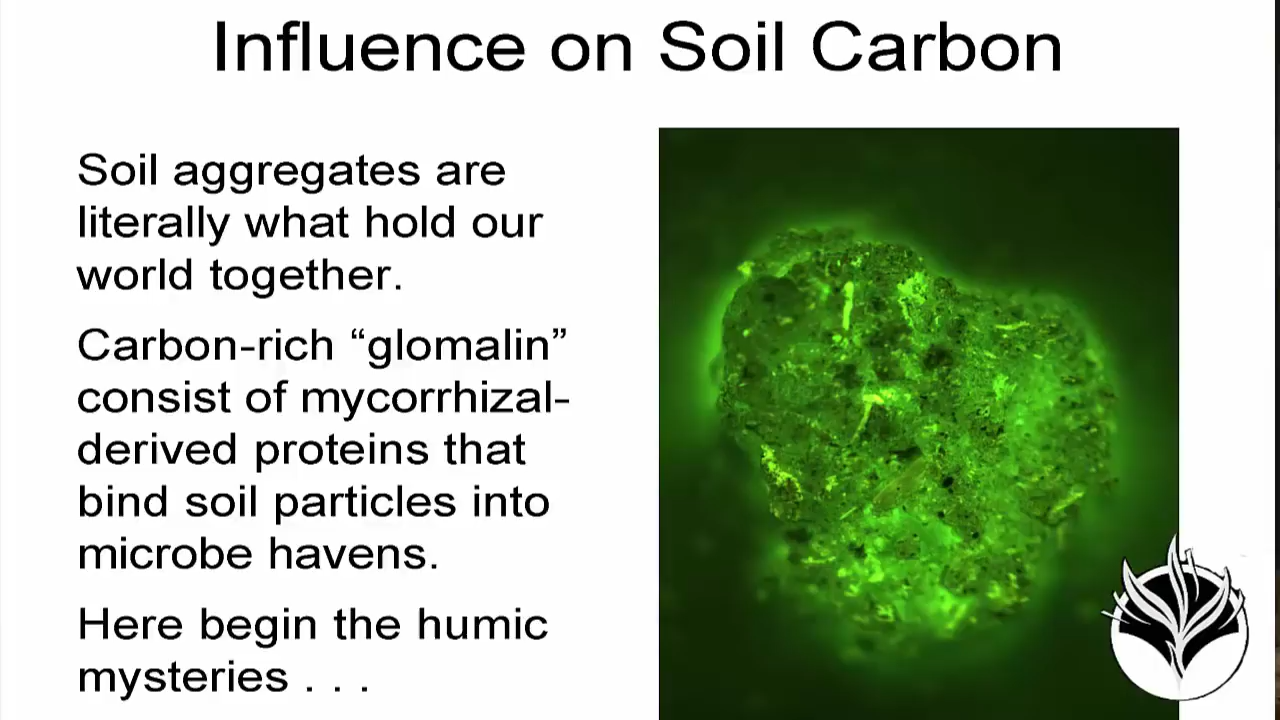 Influence on Soil Carbon
Soil aggregates are
literally what hold our
world together.
Carbon-rich “glomalin”
consist of mycorrhizal-
derived proteins that
bind soil particles into
microbe havens.
Here begin the humic
mysteries . . .